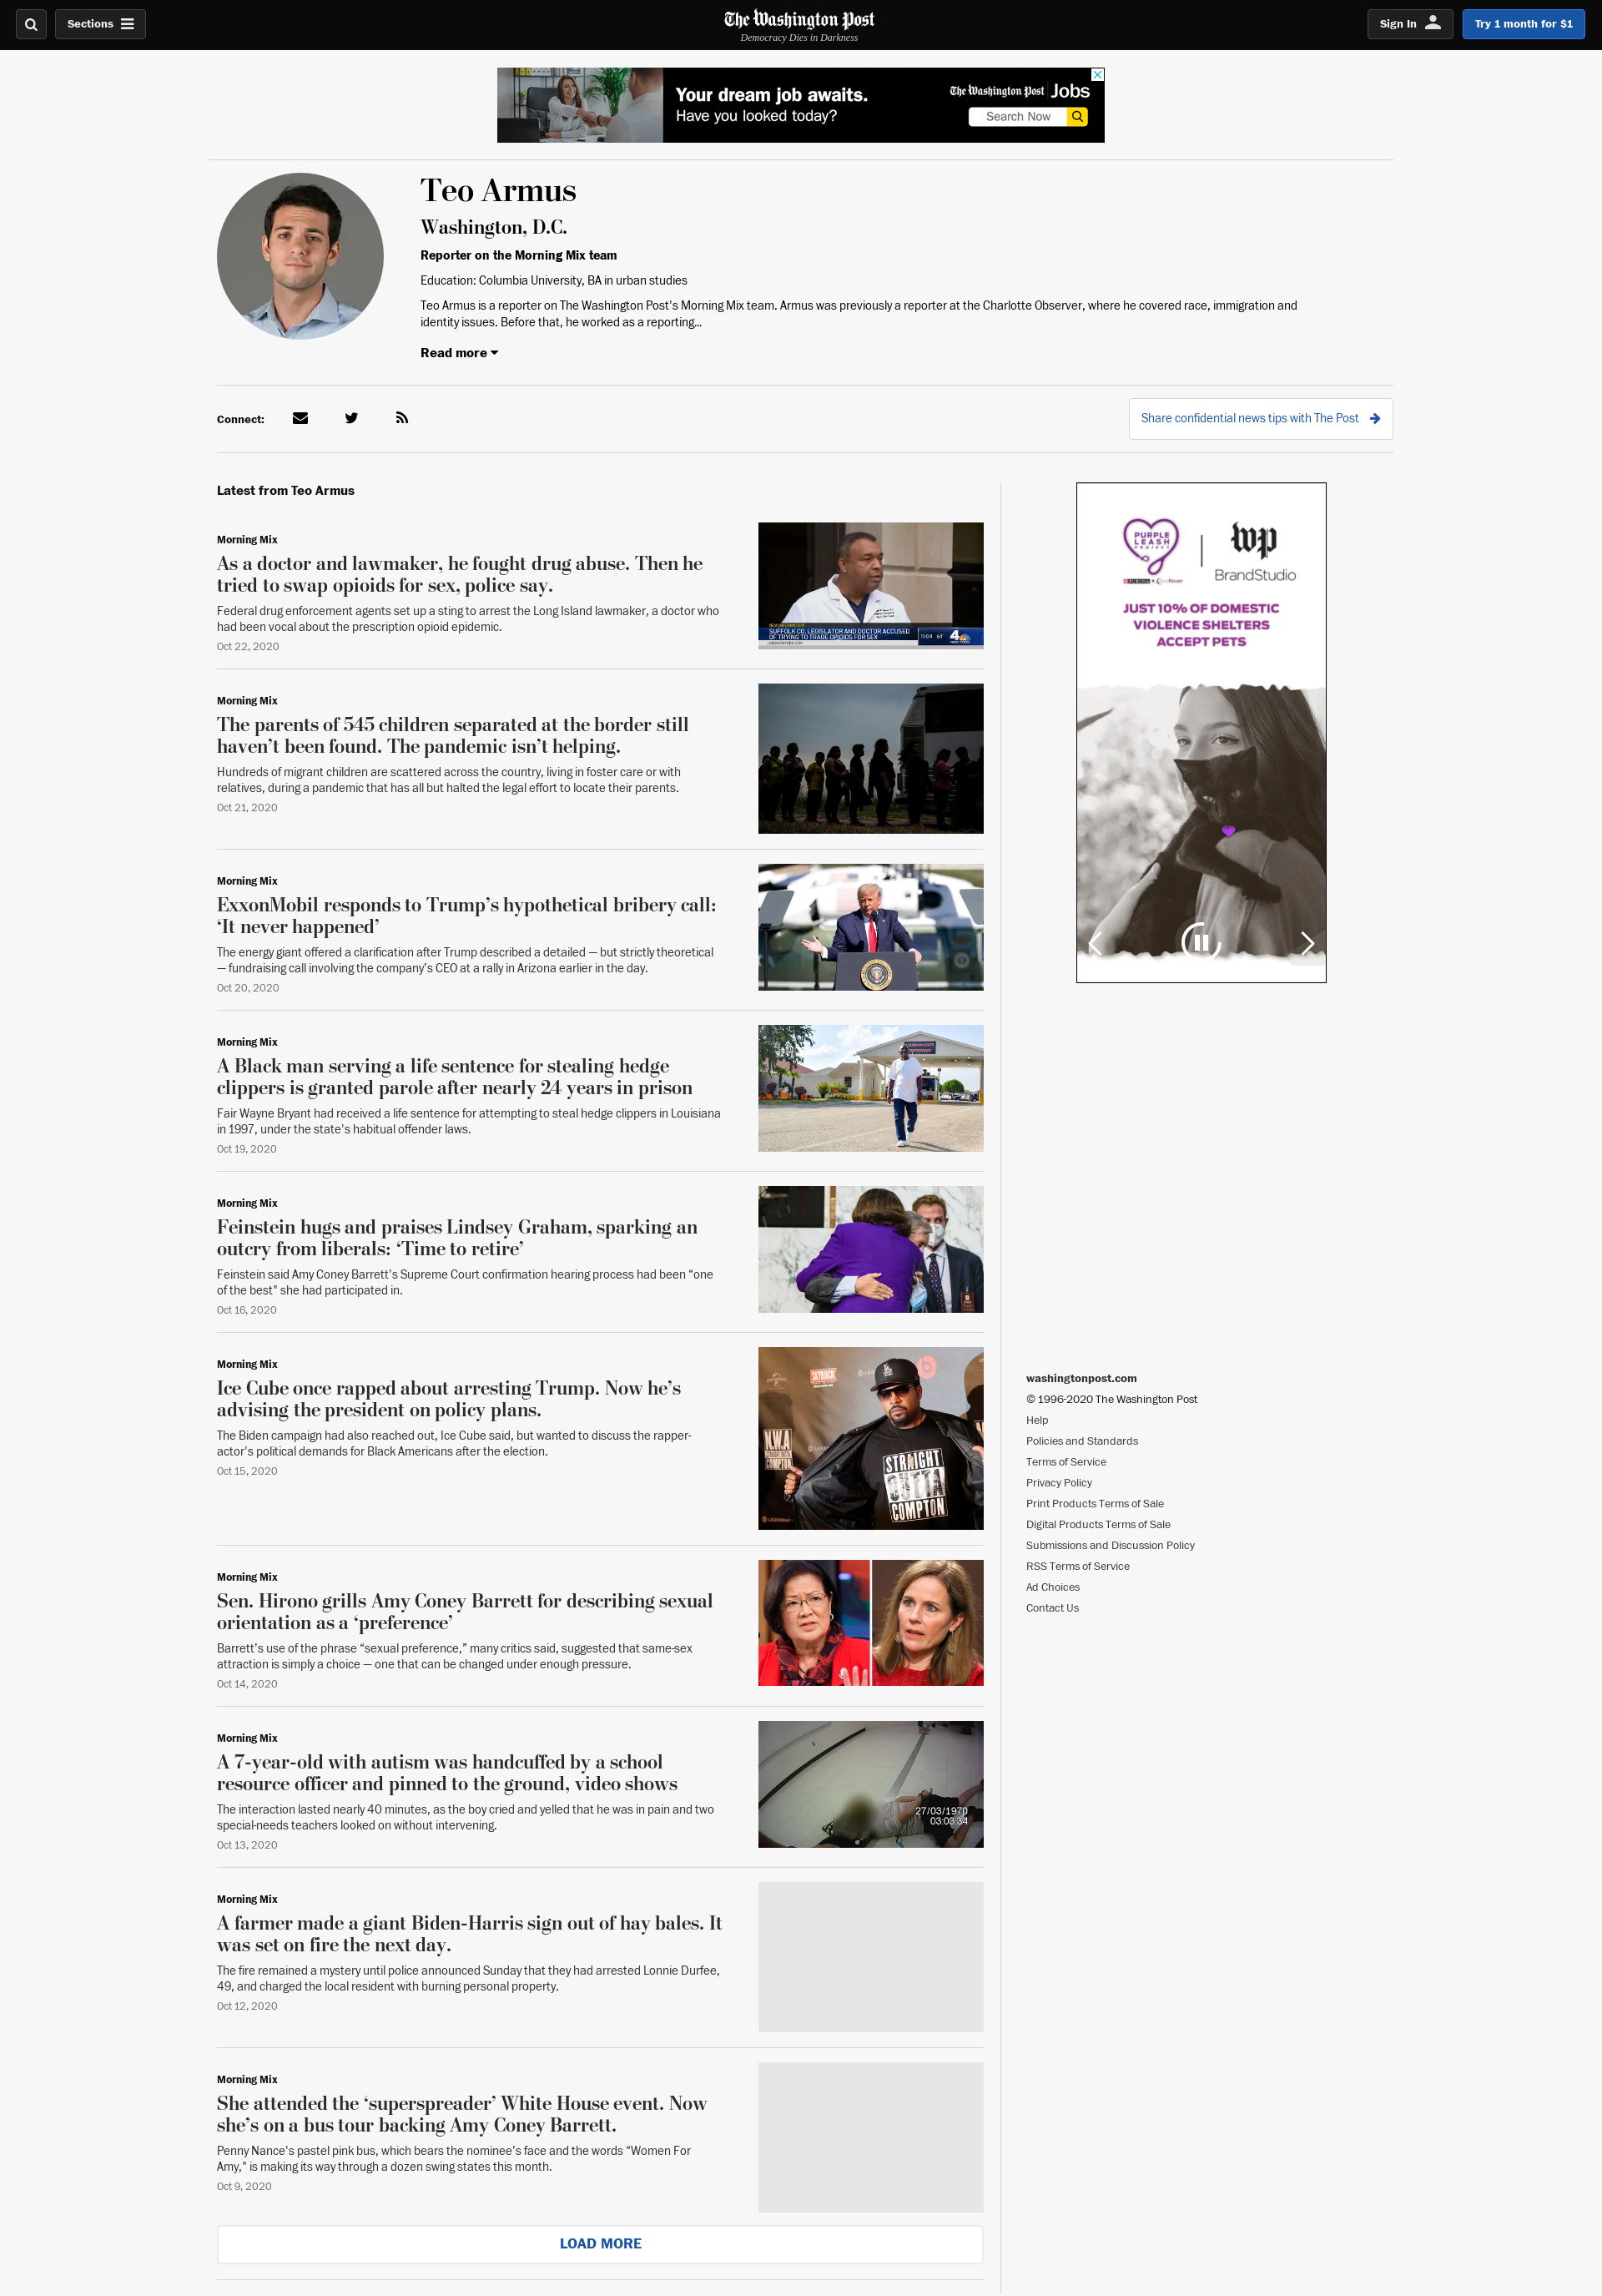 Sections
The Washington Post
Democracy Dies in Darkness
Sign In
Try 1 month for $1
Your dream job awaits.
Have you looked today?
The Washington Post Jobs
Search Now
Teo Armus
Washington, D.C.
Reporter on the Morning Mix team
Education: Columbia University, BA in urban studies
Teo Armus is a reporter on The Washington Post's Morning Mix team. Armus was previously a reporter at the Charlotte Observer, where he covered race, immigration and
identity issues. Before that, he worked as a reporting...
Read more
Connect:
Share confidential news tips with The Post
Latest from Teo Armus
Morning Mix
As a doctor and lawmaker, he fought drug abuse. Then he
tried to swap opioids for sex, police say.
Federal drug enforcement agents set up a sting to arrest the Long Island lawmaker, a doctor who
had been vocal about the prescription opioid epidemic.
Oct 22, 2020
NEW INFORMATION
SUFFOLK CO. LEGISLATOR AND DOCTOR ACCUSED
OF TRYING TO TRADE OPIOIDS FOR SEX
11:04 64°
4
Morning Mix
The parents of 545 children separated at the border still
haven’t been found. The pandemic isn’t helping.
Hundreds of migrant children are scattered across the country, living in foster care or with
relatives, during a pandemic that has all but halted the legal effort to locate their parents.
Oct 21, 2020
Morning Mix
ExxonMobil responds to Trump’s hypothetical bribery call:
‘It never happened’
The energy giant offered a clarification after Trump described a detailed — but strictly theoretical
— fundraising call involving the company’s CEO at a rally in Arizona earlier in the day.
Oct 20, 2020
Morning Mix
A Black man serving a life sentence for stealing hedge
clippers is granted parole after nearly 24 years in prison
Fair Wayne Bryant had received a life sentence for attempting to steal hedge clippers in Louisiana
in 1997, under the state's habitual offender laws.
Oct 19, 2020
Morning Mix
Feinstein hugs and praises Lindsey Graham, sparking an
outcry from liberals: ‘Time to retire’
Feinstein said Amy Coney Barrett's Supreme Court confirmation hearing process had been “one
of the best" she had participated in.
Oct 16, 2020
Morning Mix
Ice Cube once rapped about arresting Trump. Now he’s
advising the president on policy plans.
The Biden campaign had also reached out, Ice Cube said, but wanted to discuss the rapper-
actor's political demands for Black Americans after the election.
Oct 15, 2020
N.W.A
COMPTON
STRAIGHT
OUTTA
COMPTON
Morning Mix
Sen. Hirono grills Amy Coney Barrett for describing sexual
orientation as a ‘preference’
Barrett’s use of the phrase “sexual preference,” many critics said, suggested that same-sex
attraction is simply a choice — one that can be changed under enough pressure.
Oct 14, 2020
Morning Mix
A 7-year-old with autism was handcuffed by a school
resource officer and pinned to the ground, video shows
The interaction lasted nearly 40 minutes, as the boy cried and yelled that he was in pain and two
special-needs teachers looked on without intervening.
Oct 13, 2020
27/03/1970
03:03:34
Morning Mix
A farmer made a giant Biden-Harris sign out of hay bales. It
was set on fire the next day.
The fire remained a mystery until police announced Sunday that they had arrested Lonnie Durfee,
49, and charged the local resident with burning personal property.
Oct 12, 2020
Morning Mix
She attended the ‘superspreader’ White House event. Now
she’s on a bus tour backing Amy Coney Barrett.
Penny Nance's pastel pink bus, which bears the nominee’s face and the words “Women For
Amy," is making its way through a dozen swing states this month.
Oct 9, 2020
LOAD MORE
PURPLE
LEASH
PROJECT
PURINA
wp
BrandStudio
JUST 10% OF DOMESTIC
VIOLENCE SHELTERS
ACCEPT PETS
washingtonpost.com
© 1996-2020 The Washington Post
Help
Policies and Standards
Terms of Service
Privacy Policy
Print Products Terms of Sale
Digital Products Terms of Sale
Submissions and Discussion Policy
RSS Terms of Service
Ad Choices
Contact Us